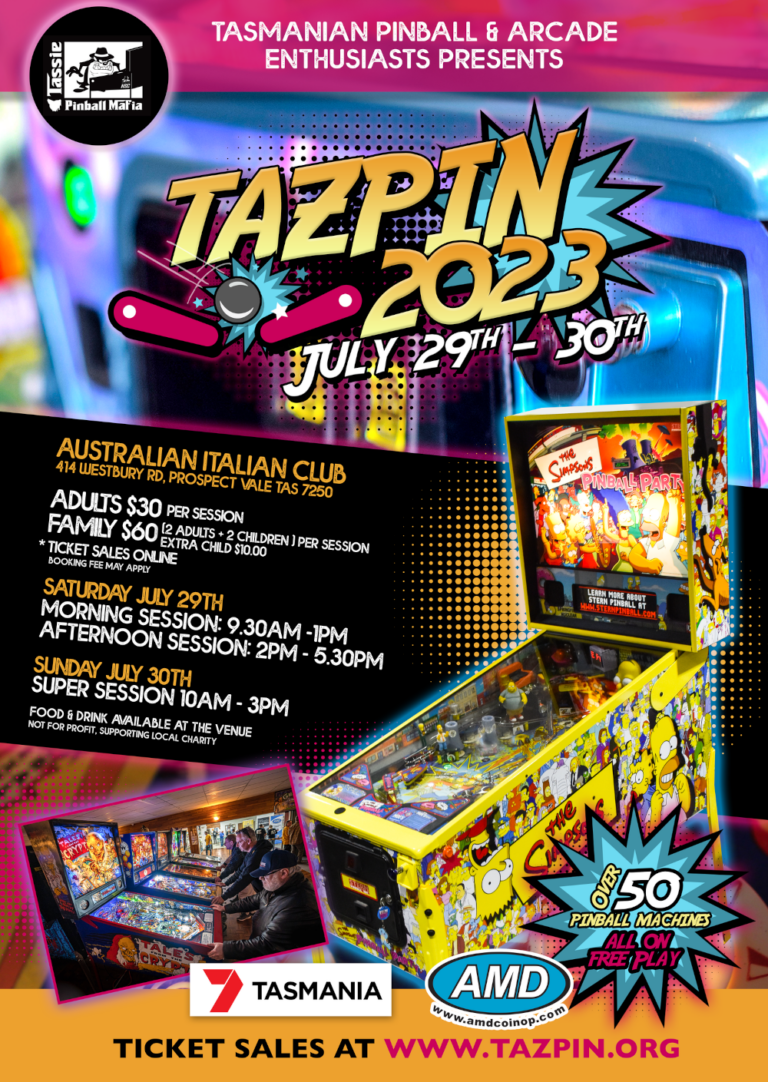 TASMANIAN PINBALL & ARCADE
ENTHUSIASTS PRESENTS
Tassie
Pinball Mafia
TAZPIN
2023
JULY 29TH - 30TH
AUSTRALIAN ITALIAN CLUB
414 WESTBURY RD, PROSPECT VALE TAS 7250
ADULTS $30 PER SESSION
FAMILY $60 (2 ADULTS + 2 CHILDREN ) PER SESSION
EXTRA CHILD $10.00
* TICKET SALES ONLINE
BOOKING FEE MAY APPLY
SATURDAY JULY 29TH
MORNING SESSION: 9.30AM -1PM
AFTERNOON SESSION: 2PM - 5.30PM
SUNDAY JULY 30TH
SUPER SESSION 10AM - 3PM
FOOD & DRINK AVAILABLE AT THE VENUE
NOT FOR PROFIT, SUPPORTING LOCAL CHARITY
THE
SIMPSONS
PINBALL PARTY
LEARN MORE ABOUT
STERN PINBALL AT
WWW.STERNPINBALL.COM
THE
Simpsons
OVER 50
PINBALL MACHINES
ALL ON
FREE PLAY
7 TASMANIA
AMD
www.amdcoinop.com
TICKET SALES AT WWW.TAZPIN.ORG